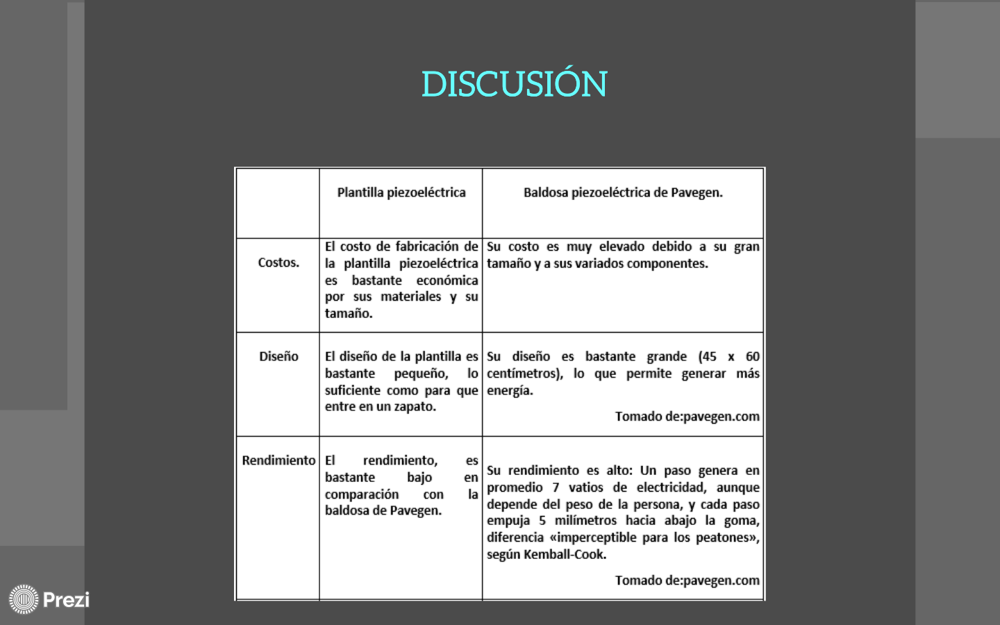 DISCUSIÓN
Plantilla piezoeléctrica
Baldosa piezoeléctrica de Pavegen.
Costos.
El costo de fabricación de
la plantilla piezoeléctrica
es bastante económica
por sus materiales y su
tamaño.
Su costo es muy elevado debido a su gran
tamaño y a sus variados componentes.
Diseño
El diseño de la plantilla es
bastante pequeño, lo
suficiente como para que
entre en un zapato.
Su diseño es bastante grande (45 x 60
centímetros), lo que permite generar más
energía.
Tomado de:pavegen.com
Rendimiento
El rendimiento, es
bastante bajo en
comparación con la
baldosa de Pavegen.
Su rendimiento es alto: Un paso genera en
promedio 7 vatios de electricidad, aunque
depende del peso de la persona, y cada paso
empuja 5 milímetros hacia abajo la goma,
diferencia «imperceptible para los peatones»,
según Kemball-Cook.
Tomado de:pavegen.com
Prezi